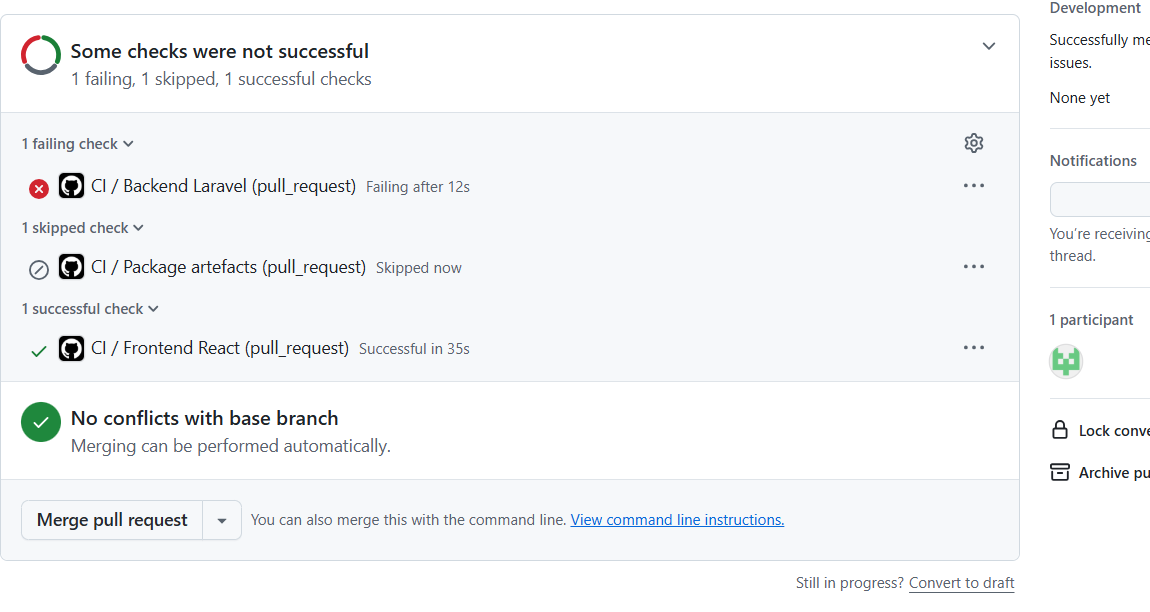 Some checks were not successful
1 failing, 1 skipped, 1 successful checks
1 failing check
CI / Backend Laravel (pull_request) Failing after 12s
1 skipped check
CI / Package artefacts (pull_request) Skipped now
1 successful check
CI / Frontend React (pull_request) Successful in 35s
No conflicts with base branch
Merging can be performed automatically.
Merge pull request
You can also merge this with the command line. View command line instructions.
Still in progress? Convert to draft
Development
Successfully me
issues.
None yet
Notifications
You're receiving
thread.
1 participant
Lock conve
Archive pu